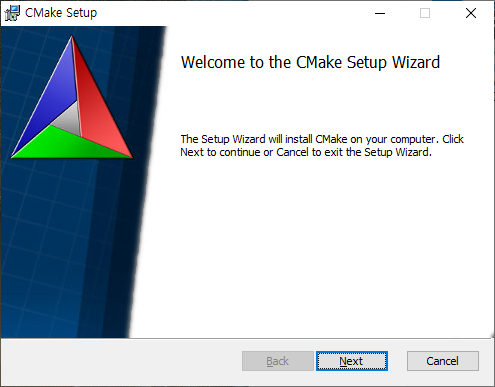 CMake Setup
Welcome to the CMake Setup Wizard
The Setup Wizard will install CMake on your computer. Click
Next to continue or Cancel to exit the Setup Wizard.
Back
Next
Cancel